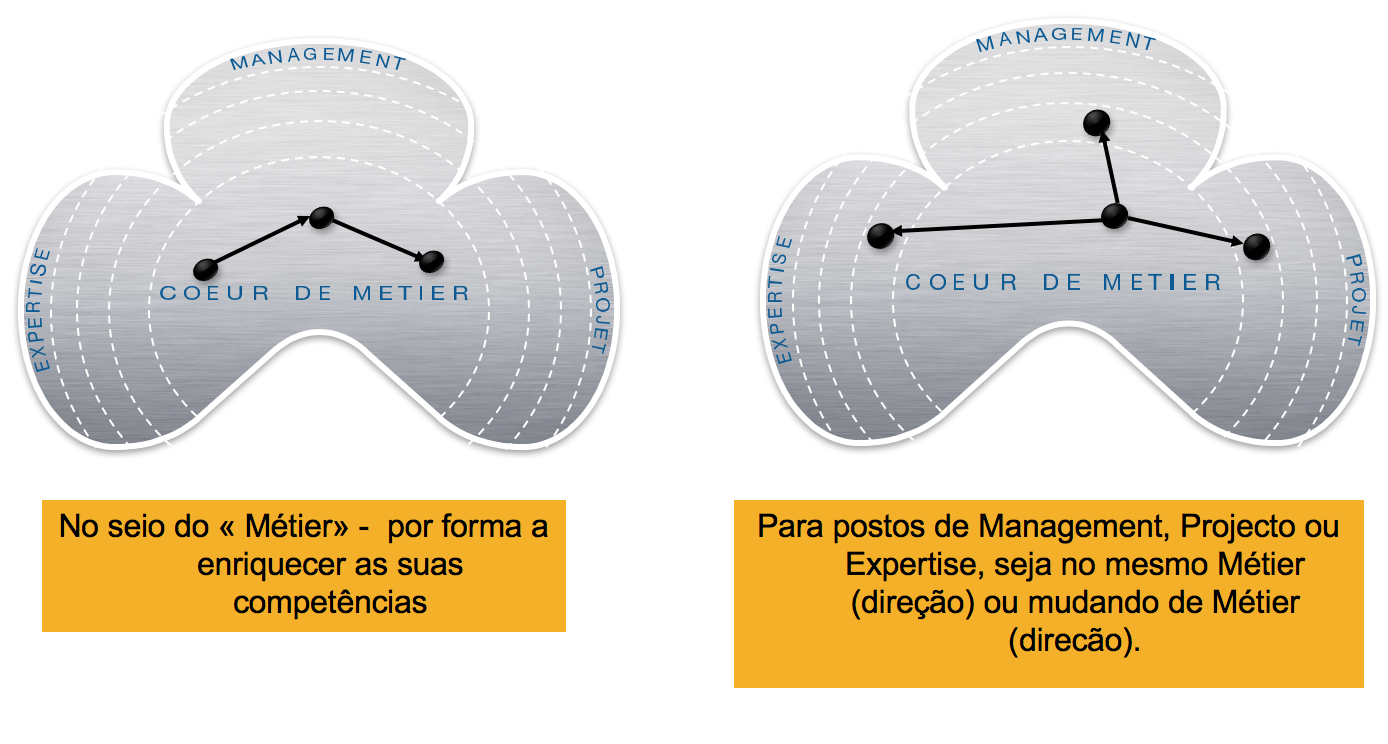 MANAGEMENT
EXPERTISE
PROJET
COEUR DE METIER
No seio do « Métier» - por forma a
enriquecer as suas
competências
MANAGEMENT
EXPERTISE
PROJET
COEUR DE METIER
Para postos de Management, Projecto ou
Expertise, seja no mesmo Métier
(direção) ou mudando de Métier
(direcão).